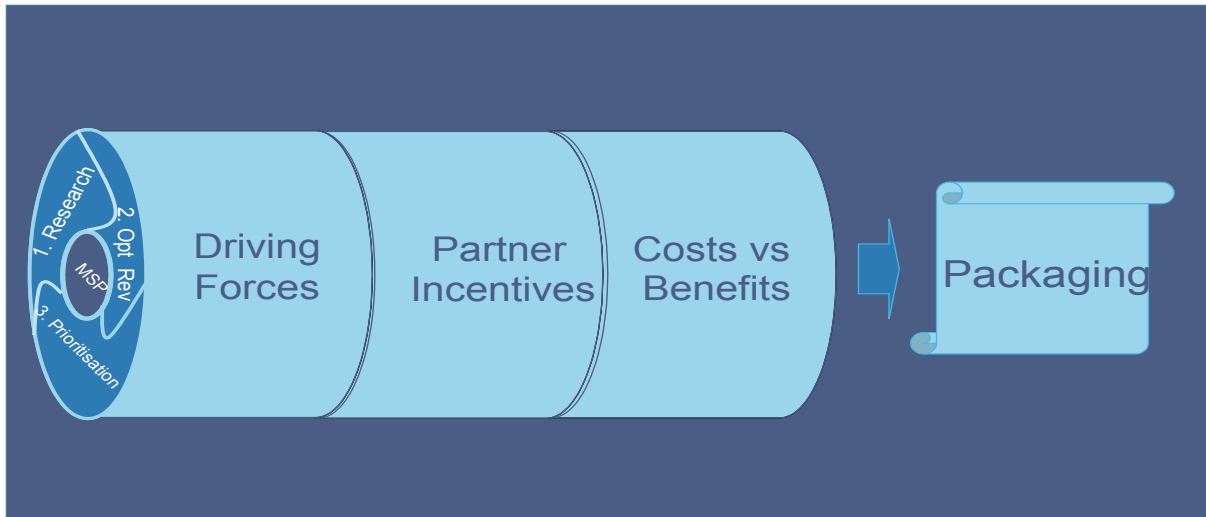 1. Research
2. Opt Rev
MSP
3. Prioritisation
Driving
Forces
Partner
Incentives
Costs vs
Benefits
Packaging